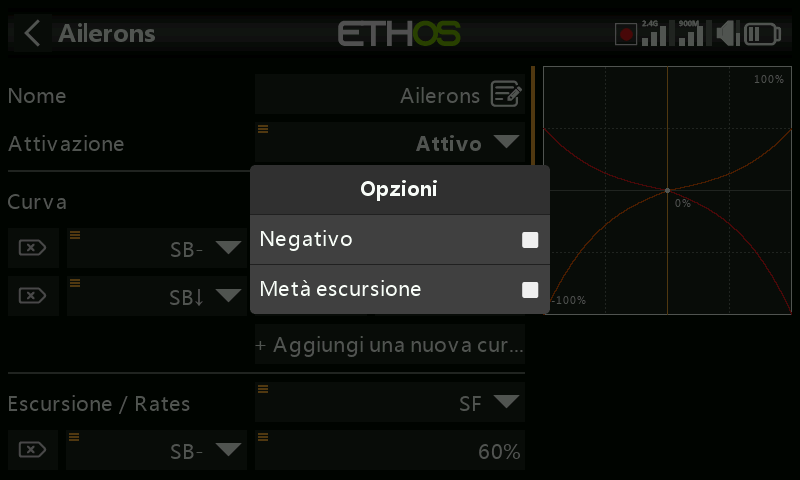 Ailerons
ETHOS
2.4G
900M
Nome
Ailerons
Attivazione
Attivo
100%
Opzioni
Curva
0%
Negativo
SB-
Metà escursione
SB↓
-100%
+ Aggiungi una nuova cur...
Escursione / Rates
SF
SB-
60%